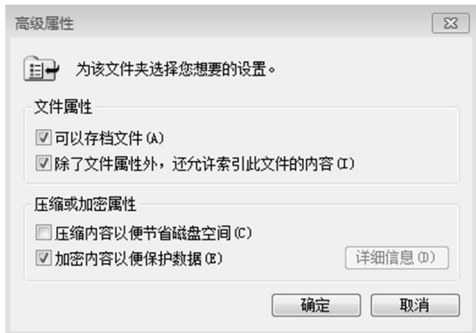 高级属性
为该文件夹选择您想要的设置。
文件属性
可以存档文件(A)
除了文件属性外，还允许索引此文件的内容(I)
压缩或加密属性
压缩内容以便节省磁盘空间(C)
加密内容以便保护数据(E)
详细信息(D)
确定
取消